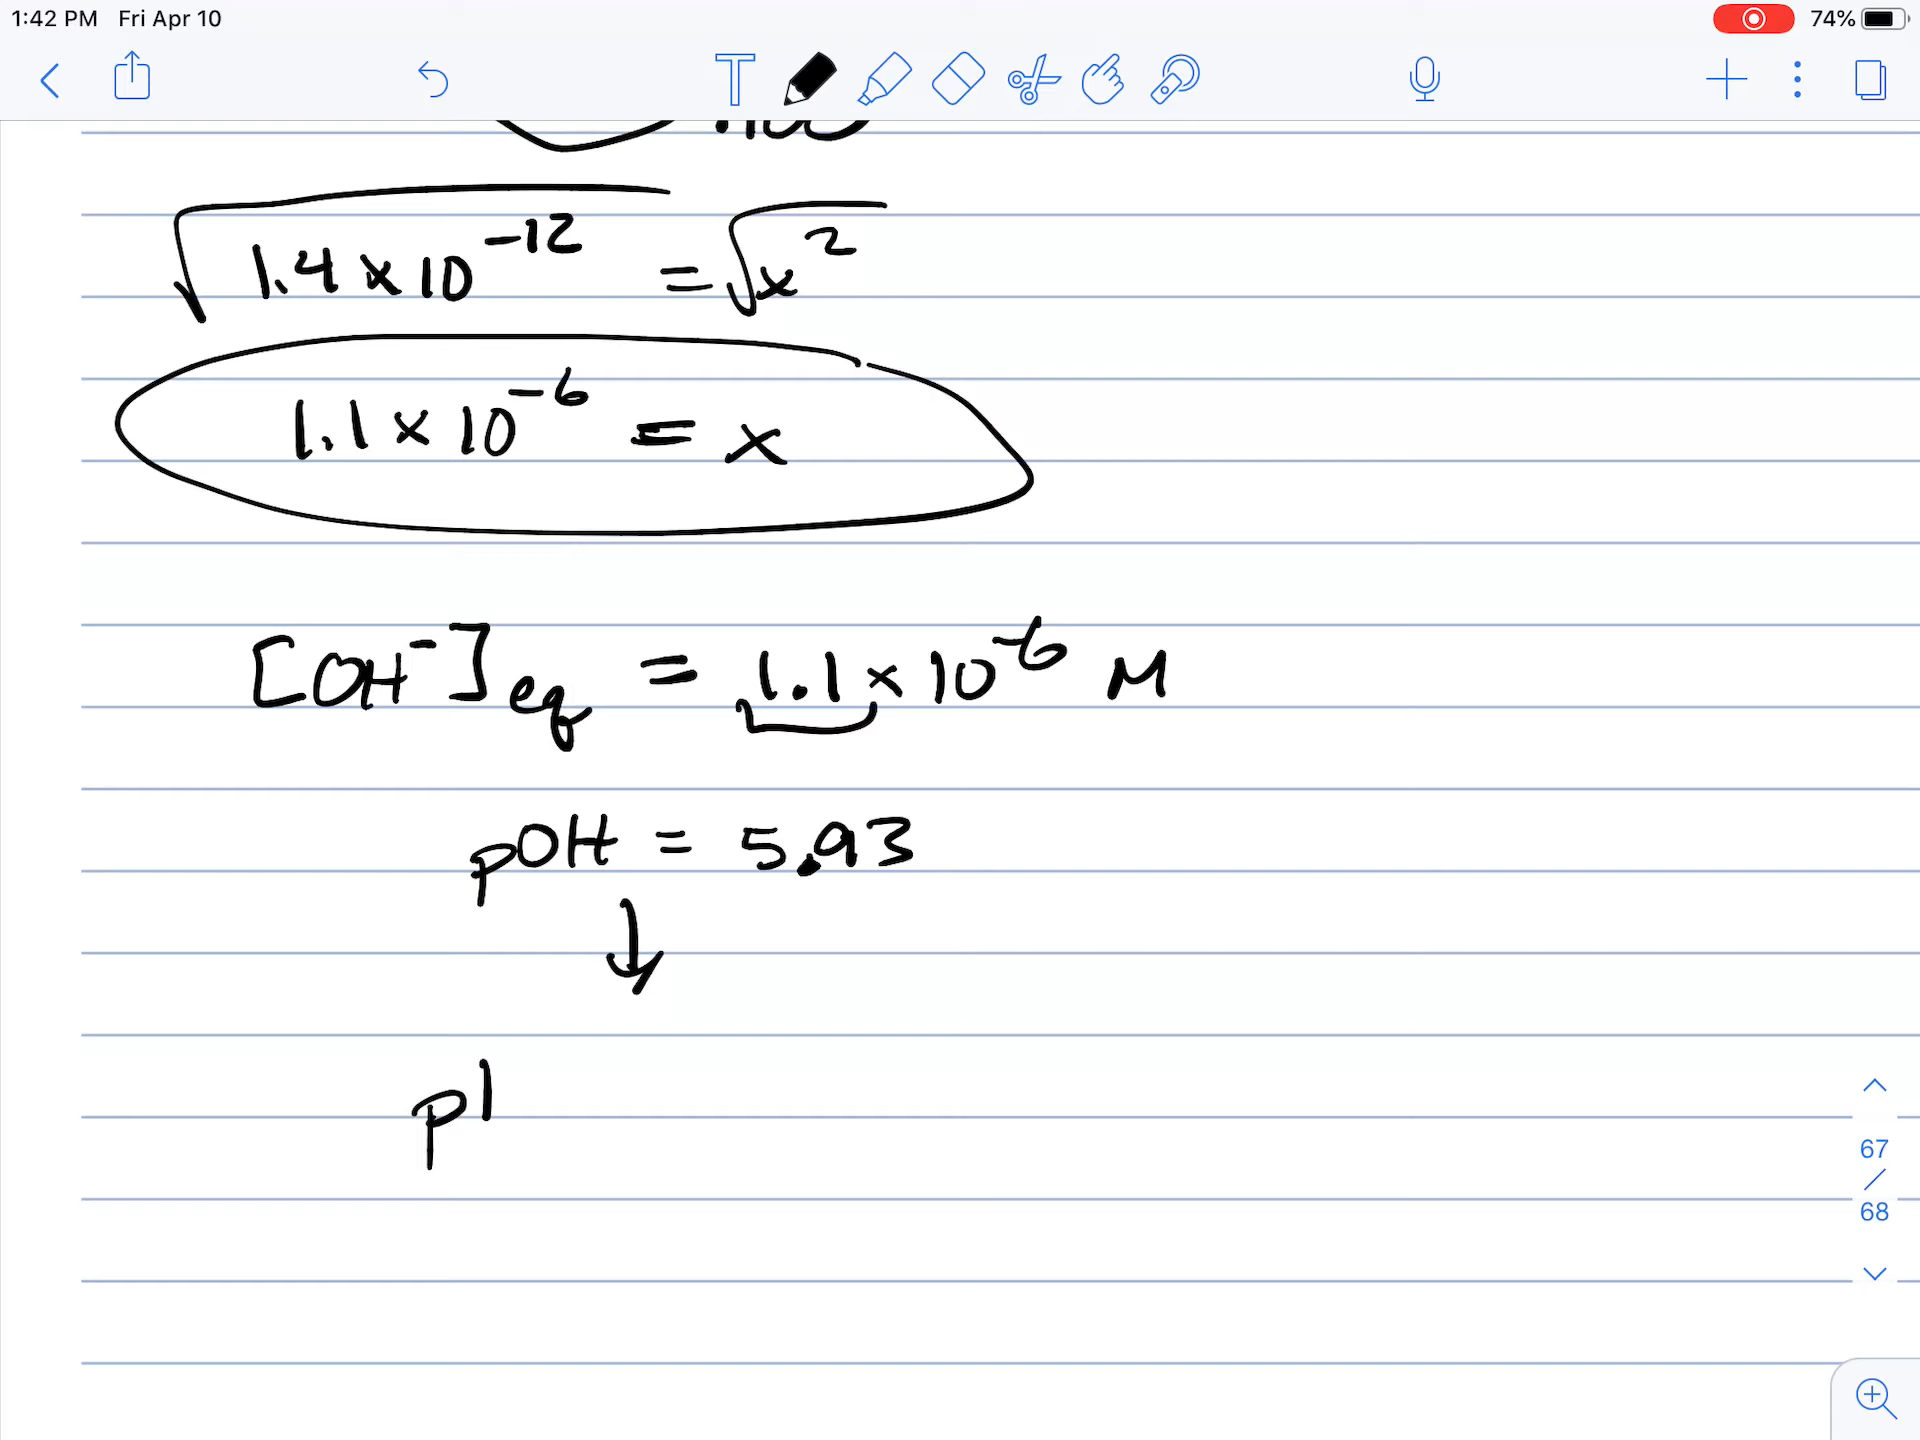 1:42 PM Fri Apr 10 74%
T
.100
√1.4 x 10⁻¹² = √x²
1.1 x 10⁻⁶ = x
[OH⁻]eq = 1.1 x 10⁻⁶ M
pOH = 5.93
↓
p
67
/
68